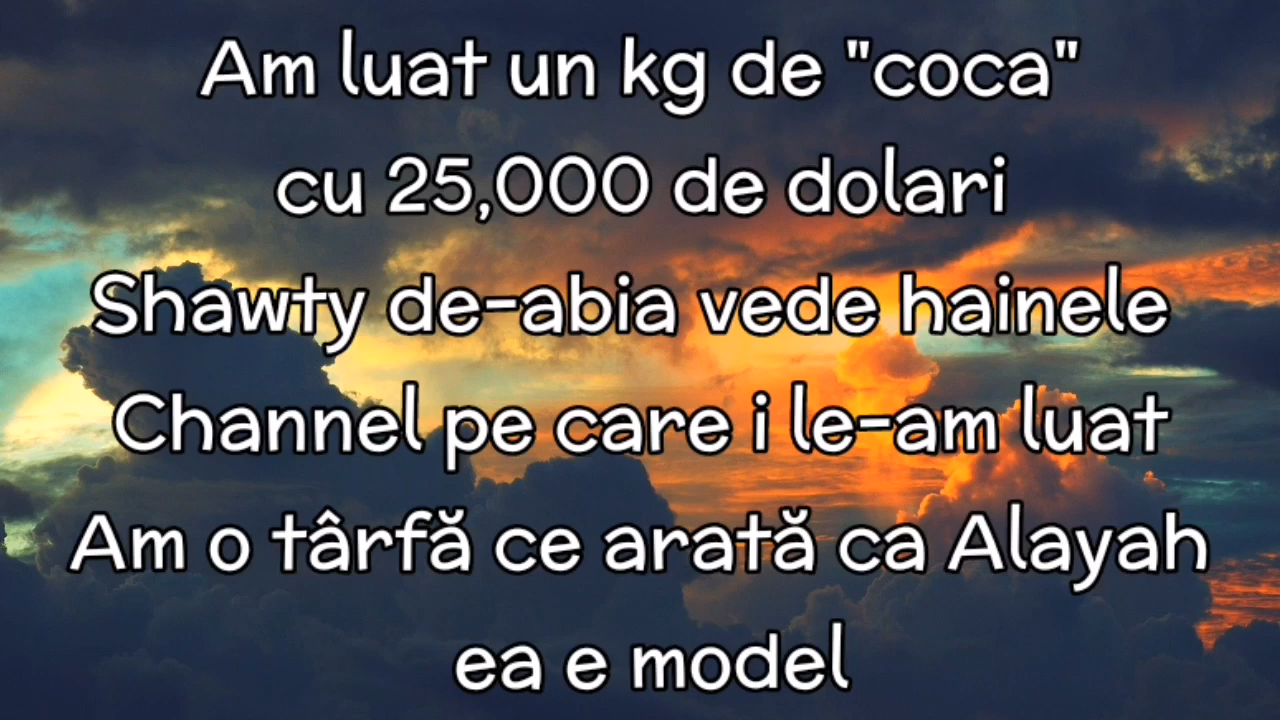 Am luat un kg de "coca"
cu 25,000 de dolari
Shawty de-abia vede hainele
Channel pe care i le-am luat
Am o târfă ce arată ca Alayah
ea e model